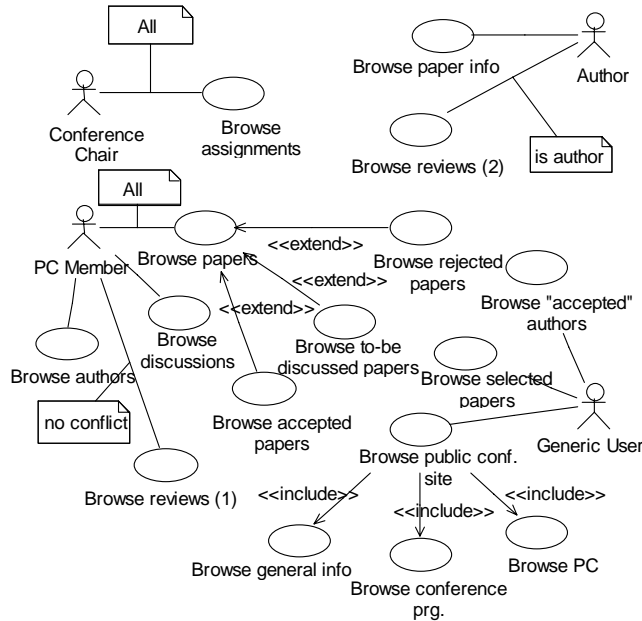 All
Browse paper info
Author
Conference
Chair
Browse
assignments
Browse reviews (2)
is author
All
PC Member
Browse papers
<<extend>>
Browse rejected
papers
<<extend>>
<<extend>>
Browse "accepted"
authors
Browse
discussions
Browse to-be
discussed papers
Browse authors
Browse selected
papers
no conflict
Browse accepted
papers
Generic User
Browse public conf.
site
Browse reviews (1)
<<include>>
<<include>>
<<include>>
Browse general info
Browse PC
Browse conference
prg.